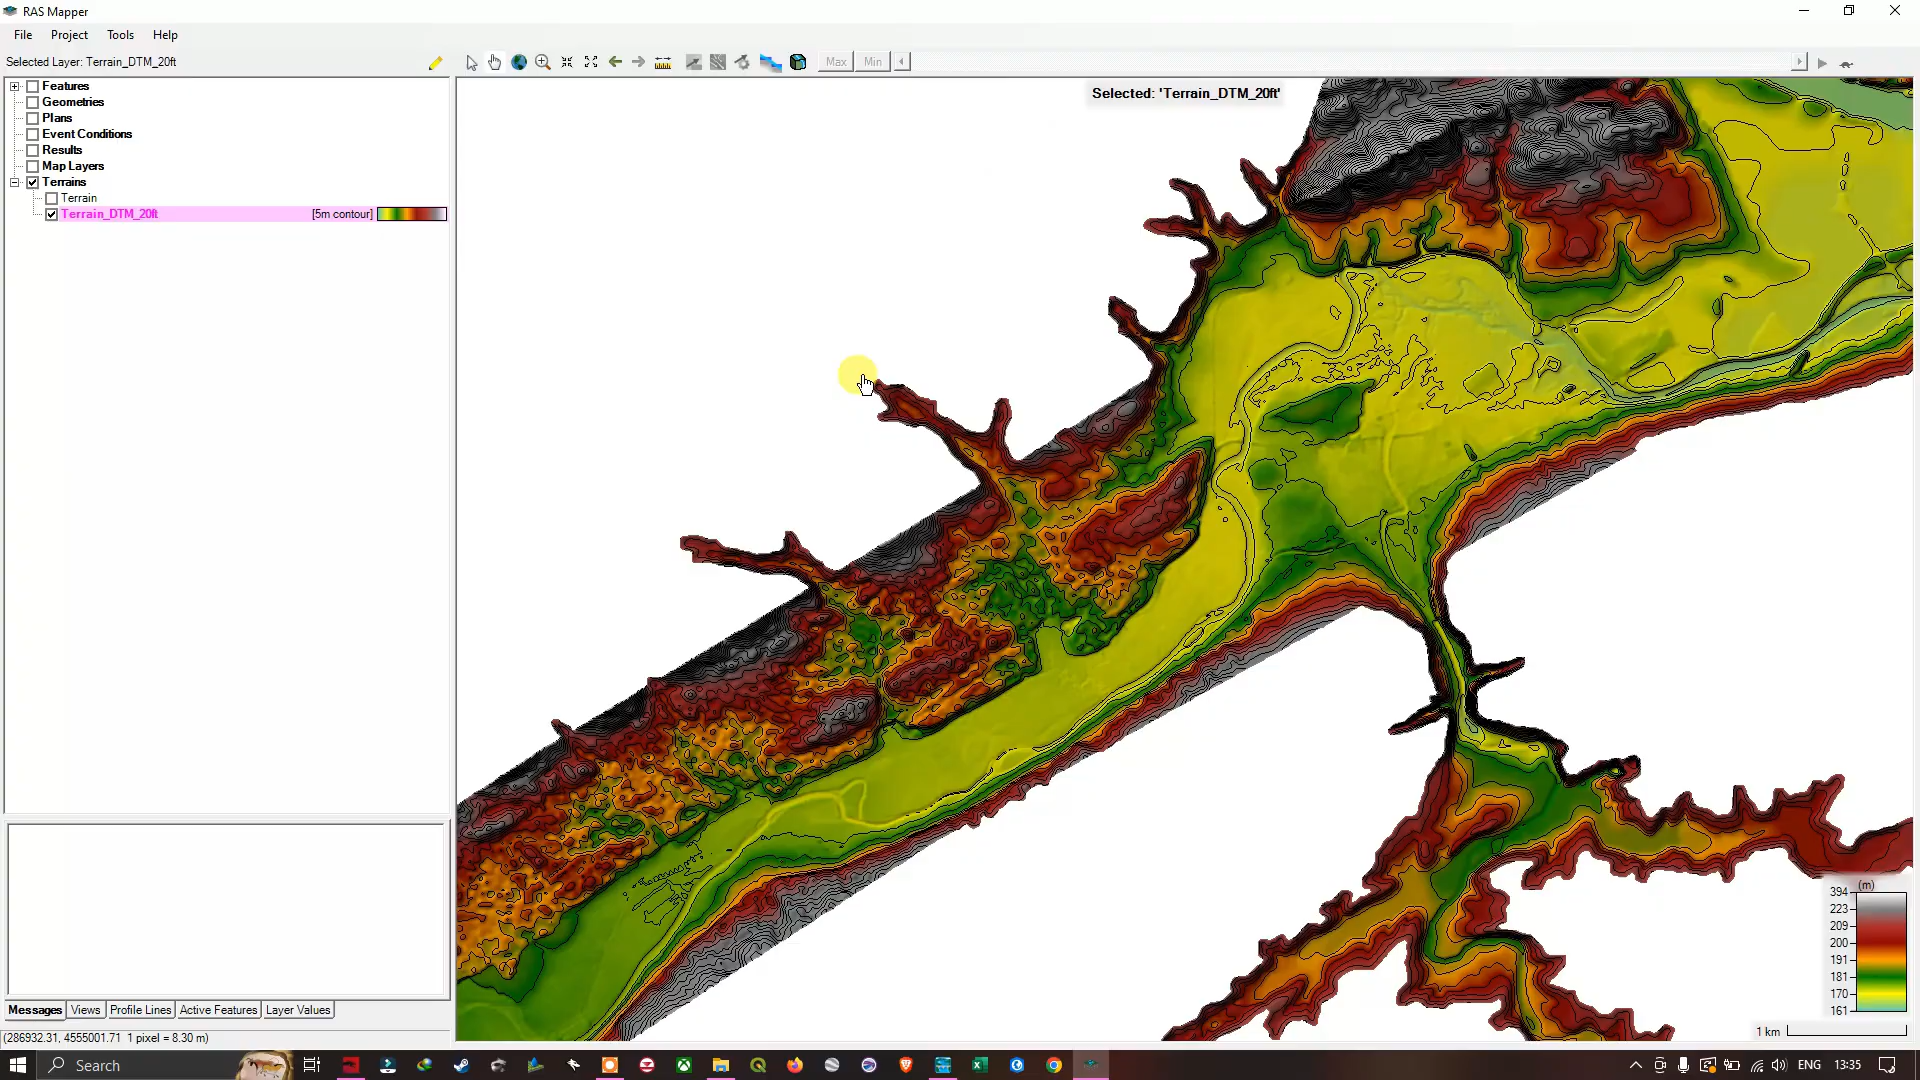 RAS Mapper
File Project Tools Help
Selected Layer: Terrain_DTM_20ft
Max Min
Features
Geometries
Plans
Event Conditions
Results
Map Layers
Terrains
Terrain
Terrain_DTM_20ft [5m contour]
Selected: 'Terrain_DTM_20ft'
(m)
394
223
209
200
191
181
170
161
1 km
Messages Views Profile Lines Active Features Layer Values
(286932.31, 4555001.71 1 pixel = 8.30 m)
Search
ENG 13:35